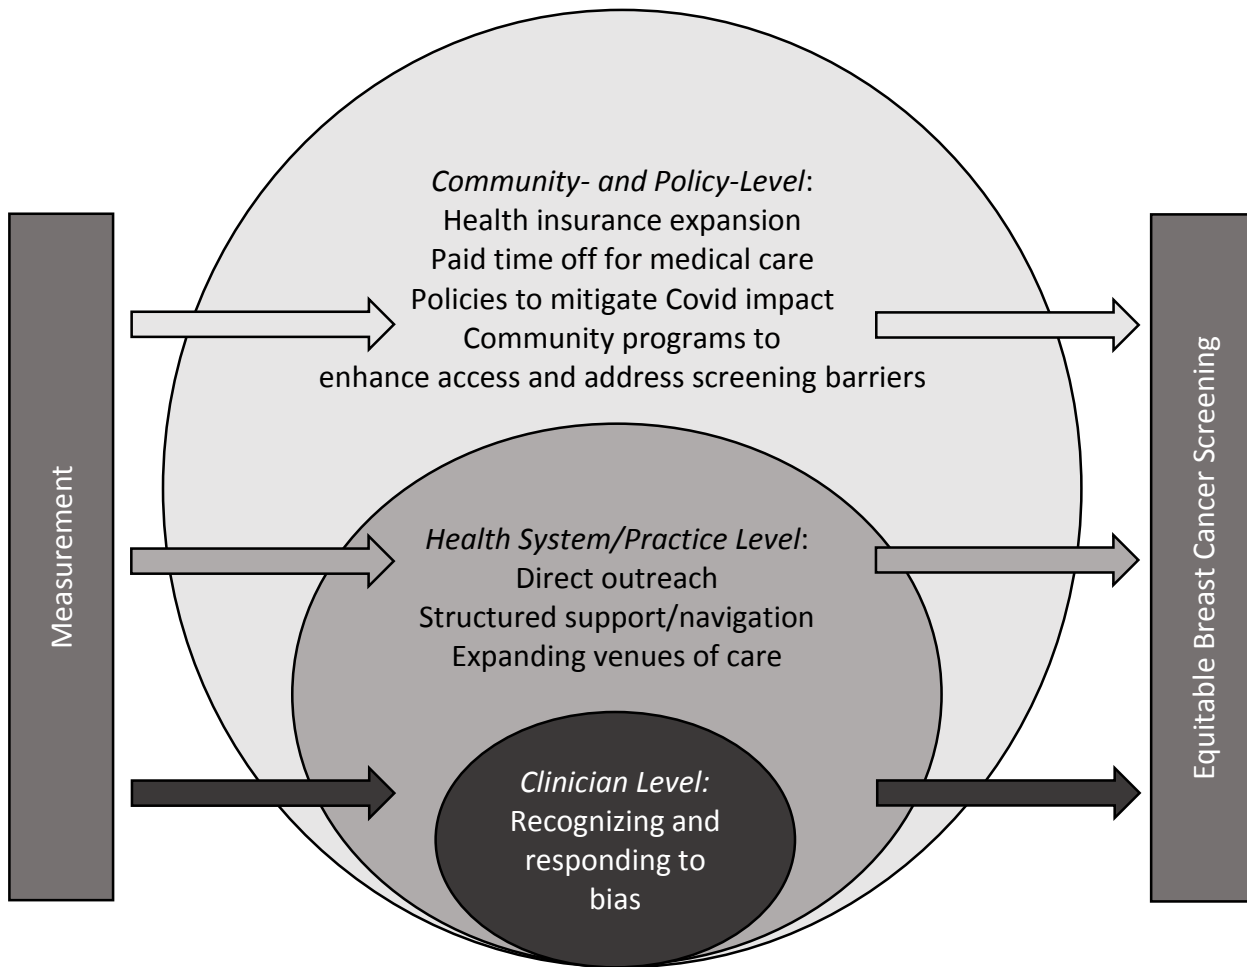 Measurement
Community- and Policy-Level:
Health insurance expansion
Paid time off for medical care
Policies to mitigate Covid impact
Community programs to
enhance access and address screening barriers
Health System/Practice Level:
Direct outreach
Structured support/navigation
Expanding venues of care
Clinician Level:
Recognizing and
responding to
bias
Equitable Breast Cancer Screening